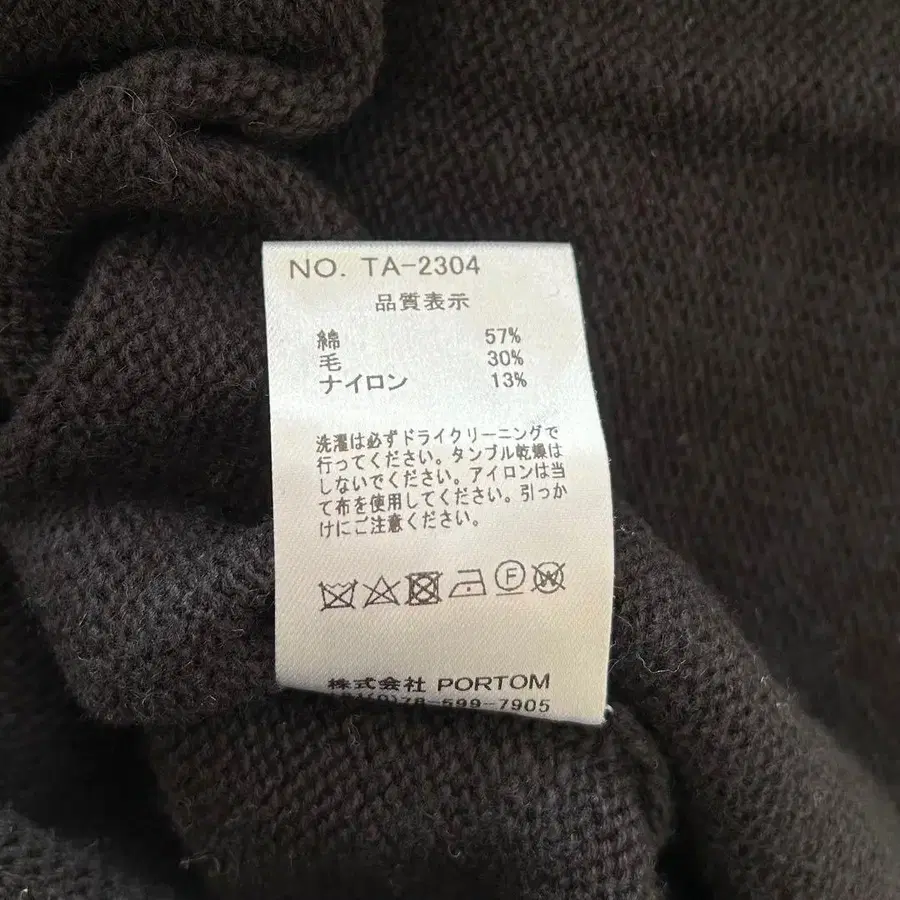 NO. TA-2304
品質表示
綿 57%
毛 30%
ナイロン 13%
洗濯は必ずドライクリーニングで
行ってください。タンブル乾燥は
しないでください。アイロンは当
て布を使用してください。引っか
けにご注意ください。
F W
株式会社 PORTOM
78-599-7905